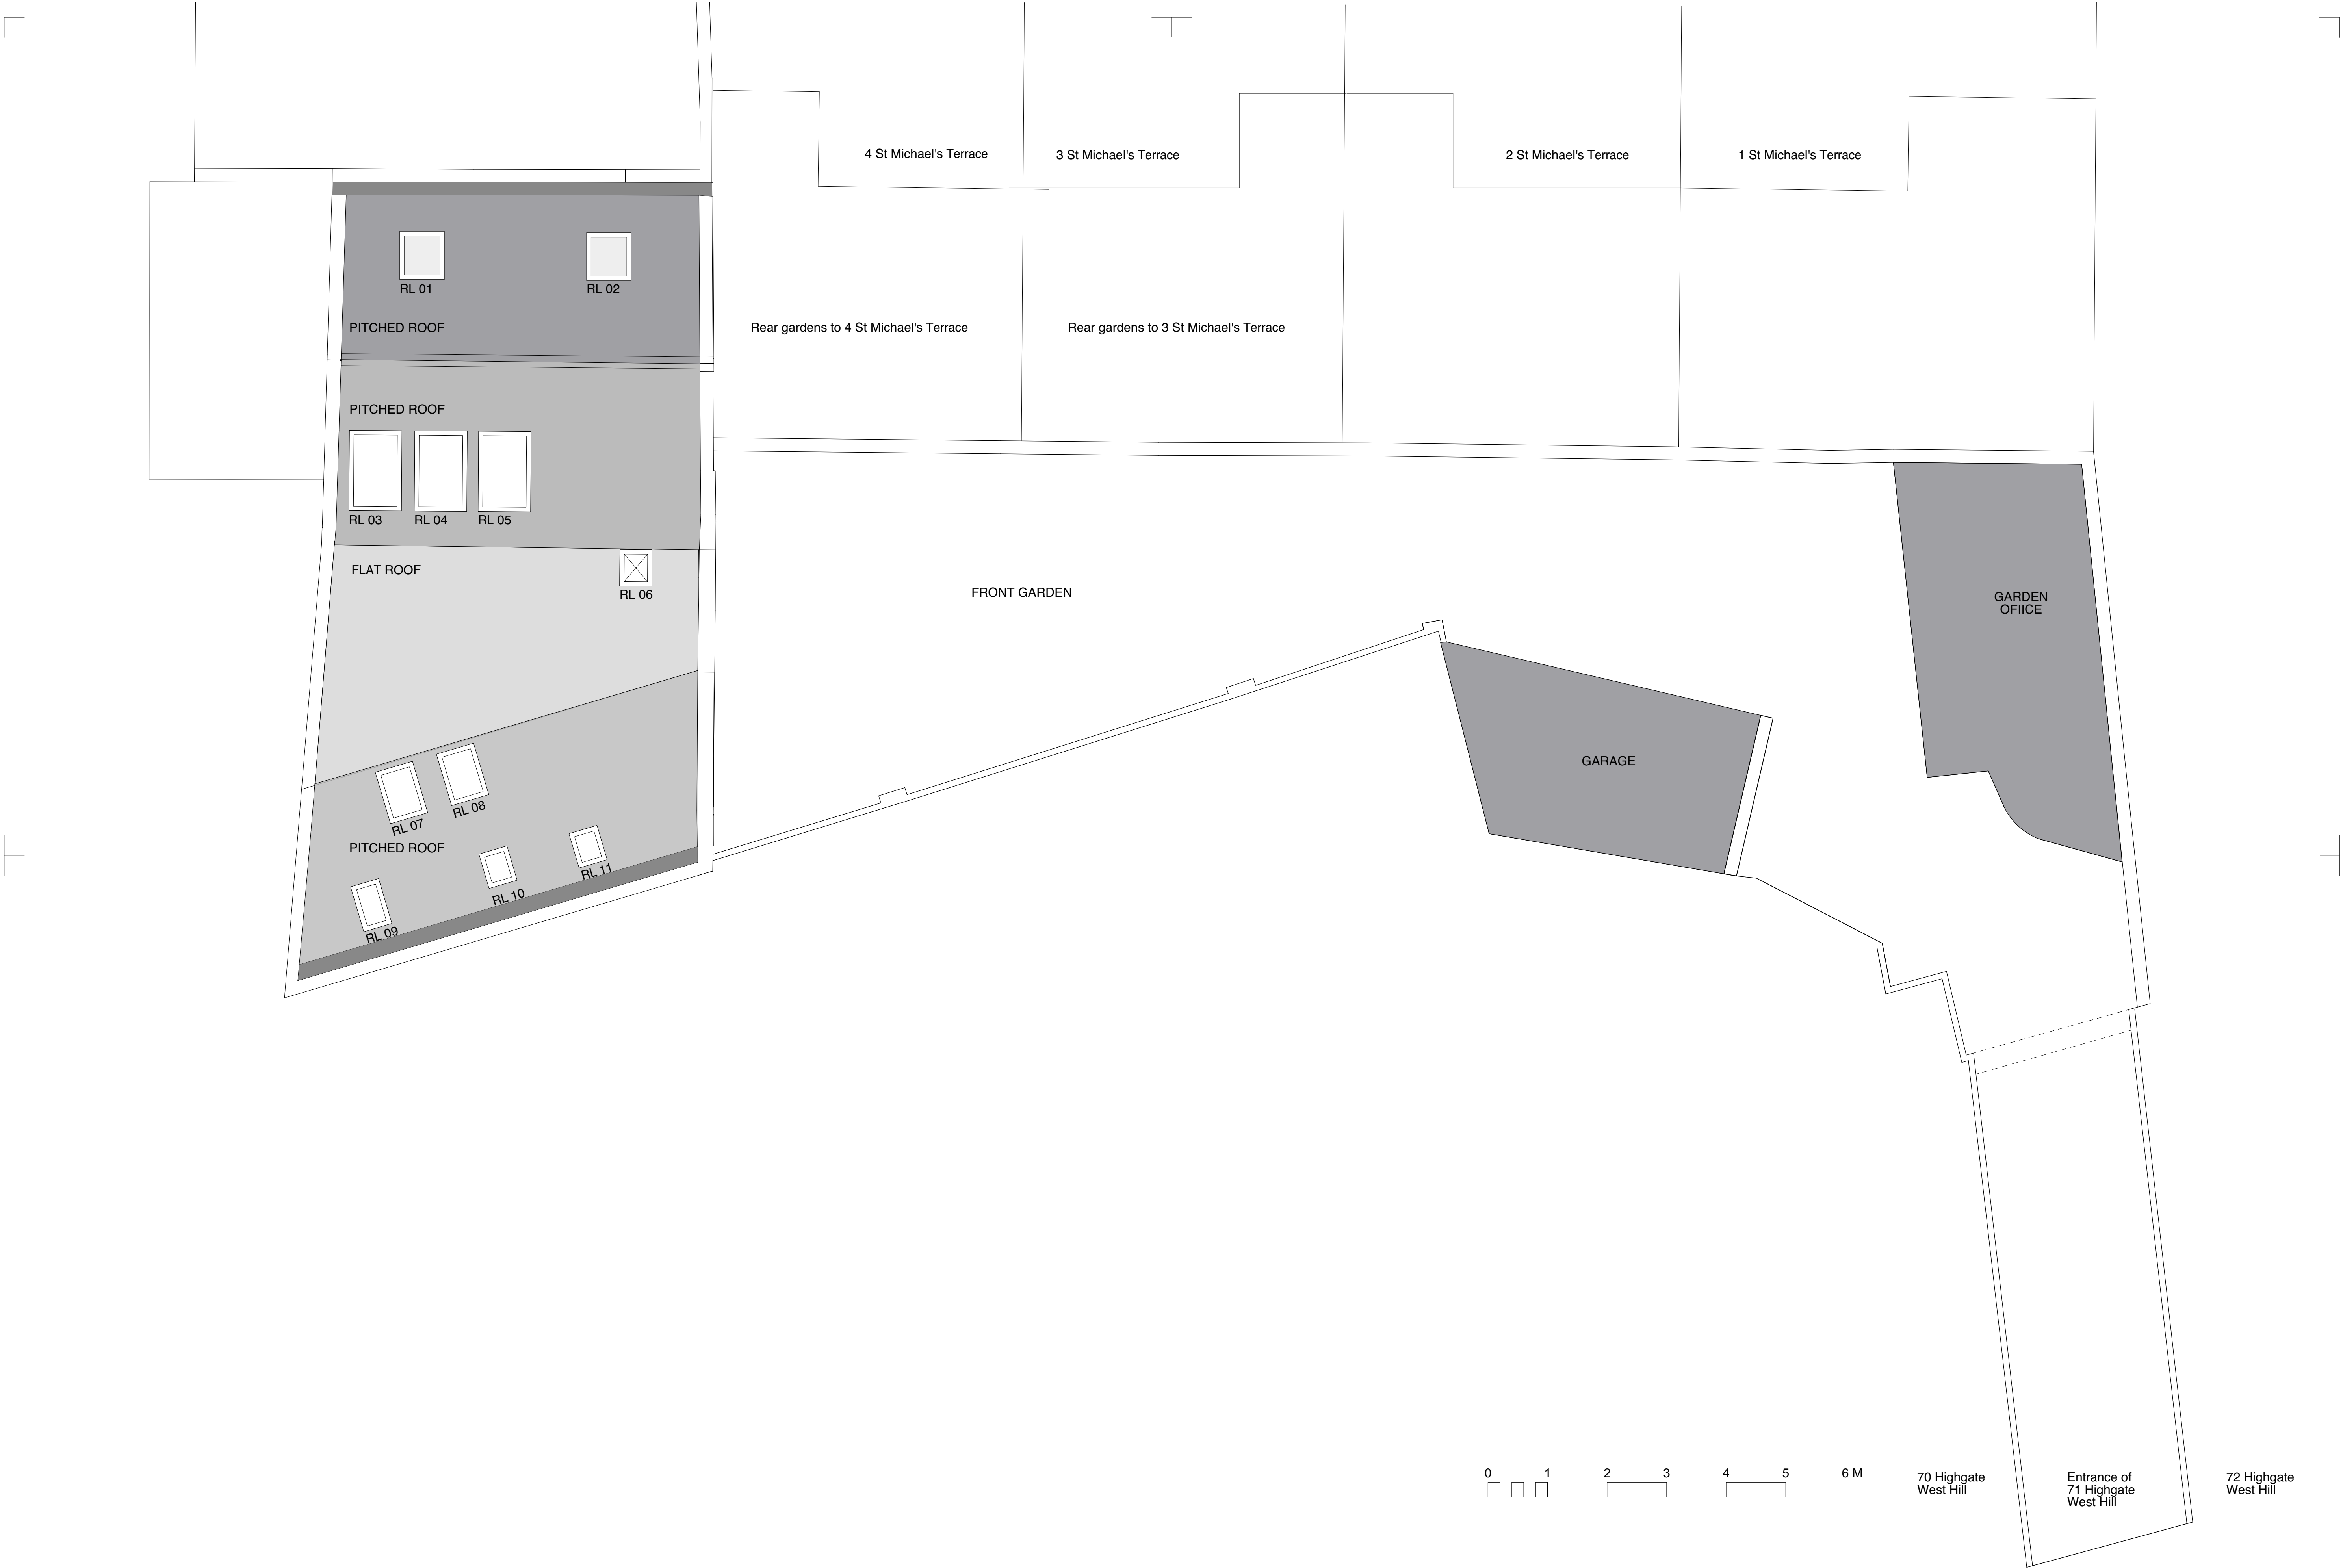 4 St Michael's Terrace
3 St Michael's Terrace
2 St Michael's Terrace
1 St Michael's Terrace
RL 01
RL 02
PITCHED ROOF
Rear gardens to 4 St Michael's Terrace
Rear gardens to 3 St Michael's Terrace
PITCHED ROOF
RL 03
RL 04
RL 05
FLAT ROOF
RL 06
FRONT GARDEN
GARDEN
OFIICE
GARAGE
RL 07
RL 08
PITCHED ROOF
RL 09
RL 10
RL 11
0 1 2 3 4 5 6 M
70 Highgate
West Hill
Entrance of
71 Highgate
West Hill
72 Highgate
West Hill